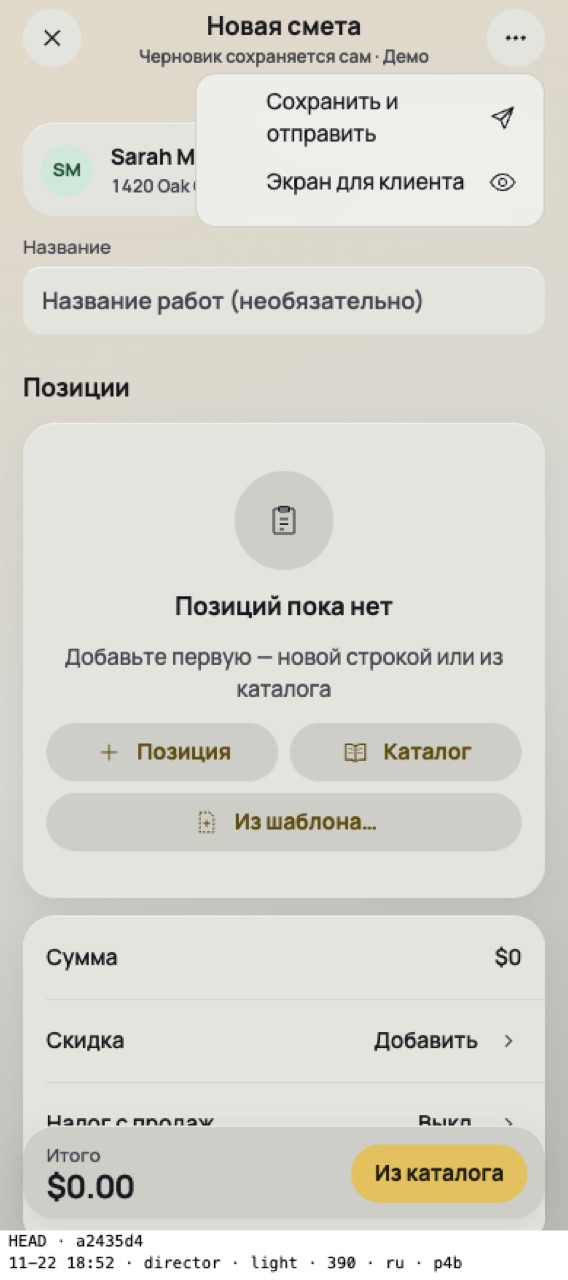 Новая смета
Черновик сохраняется сам · Демо
Сохранить и
отправить
Экран для клиента
SM
Sarah M
1420 Oak
Название
Название работ (необязательно)
Позиции
Позиций пока нет
Добавьте первую — новой строкой или из
каталога
Позиция
Каталог
Из шаблона...
Сумма
$0
Скидка
Добавить
Налог с продаж
Выкл
Итого
$0.00
Из каталога
HEAD · a2435d4
11-22 18:52 · director · light · 390 · ru · p4b